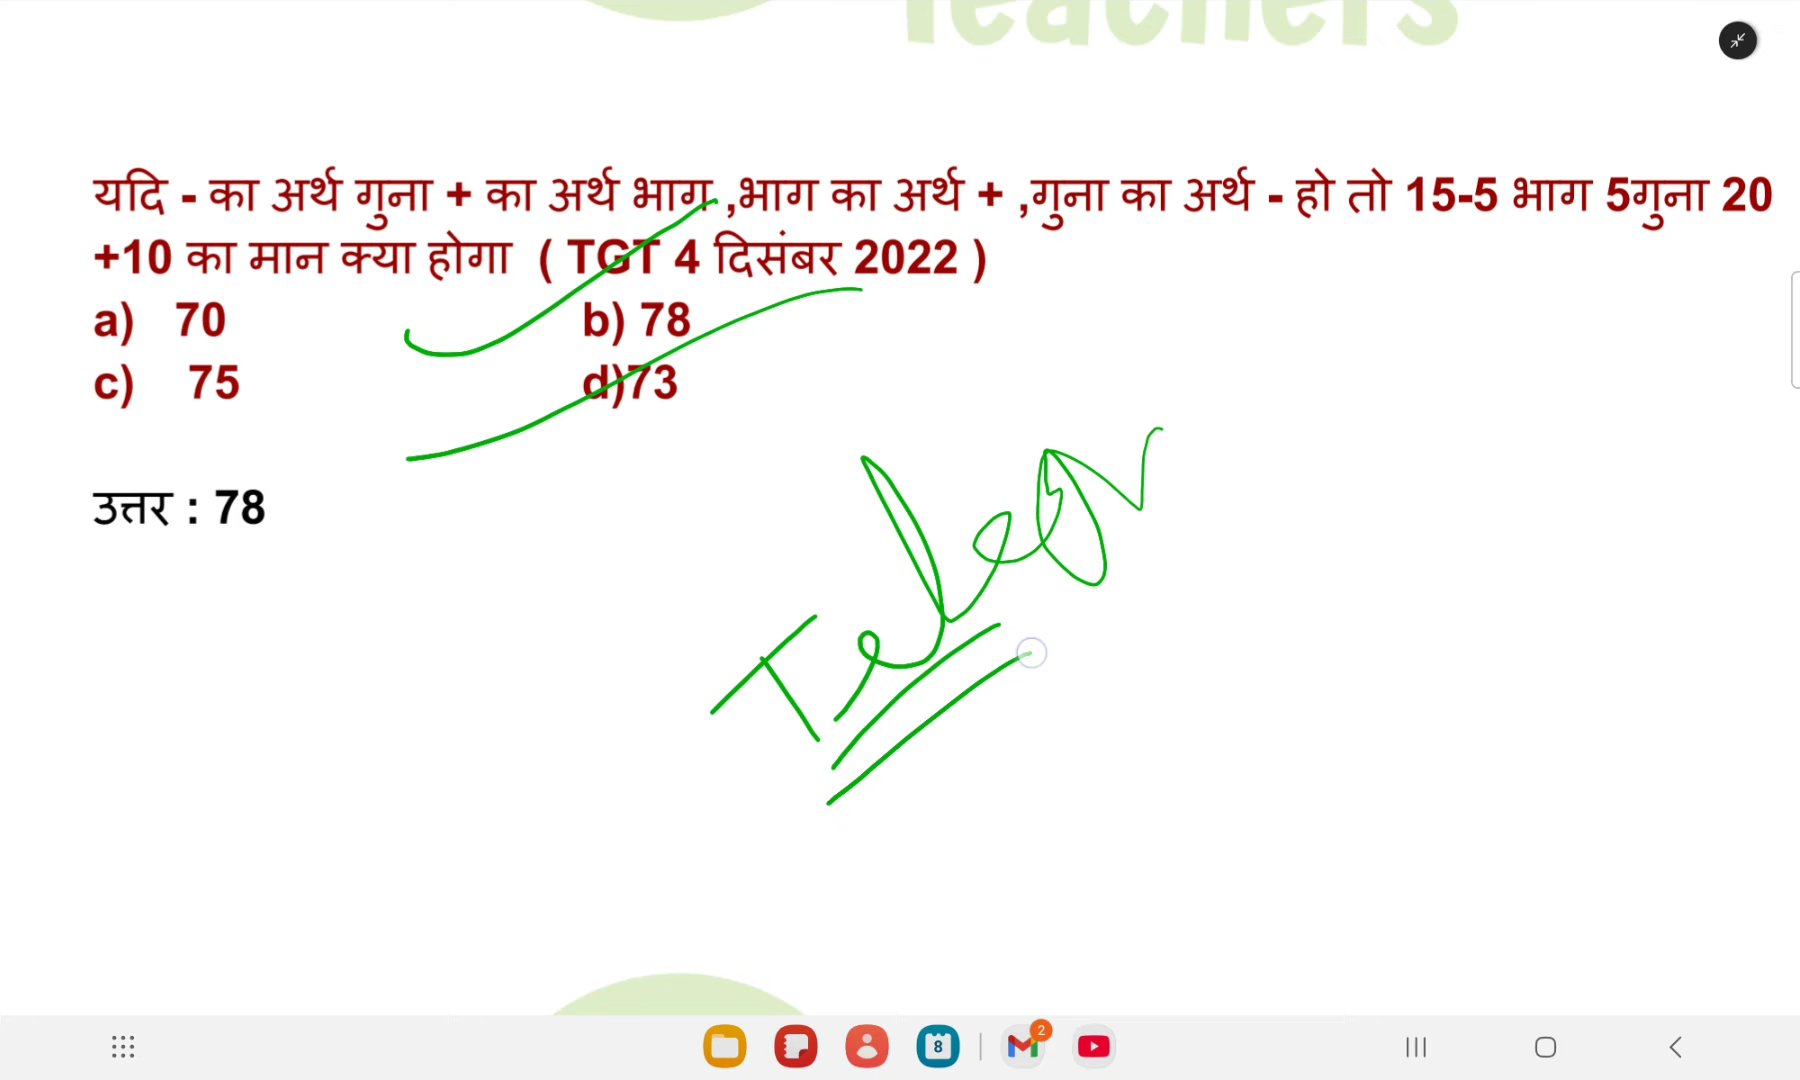 Teachers
यदि - का अर्थ गुना + का अर्थ भाग ,भाग का अर्थ + ,गुना का अर्थ - हो तो 15-5 भाग 5गुना 20
+10 का मान क्या होगा ( TGT 4 दिसंबर 2022 )
a) 70 b) 78
c) 75 d)73
उत्तर : 78
8
2